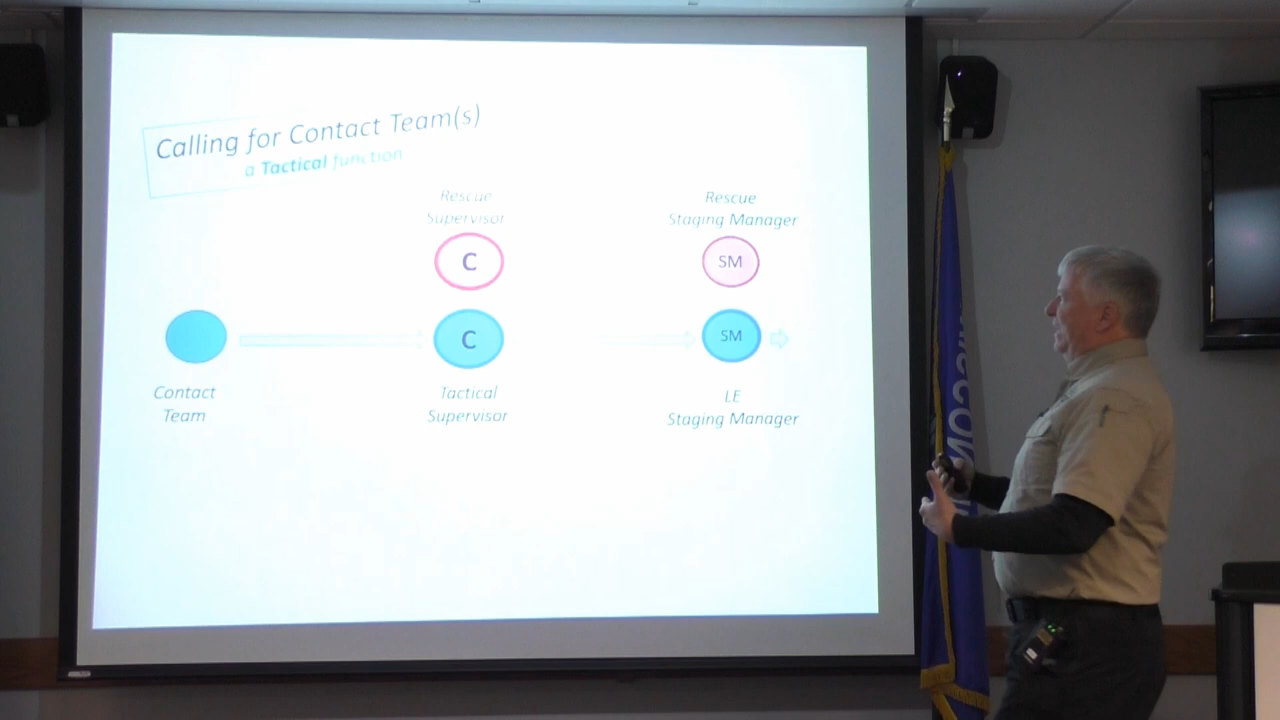 Calling for Contact Team(s)
a Tactical function
Rescue
Supervisor
Rescue
Staging Manager
C
SM
C
SM
Contact
Team
Tactical
Supervisor
LE
Staging Manager